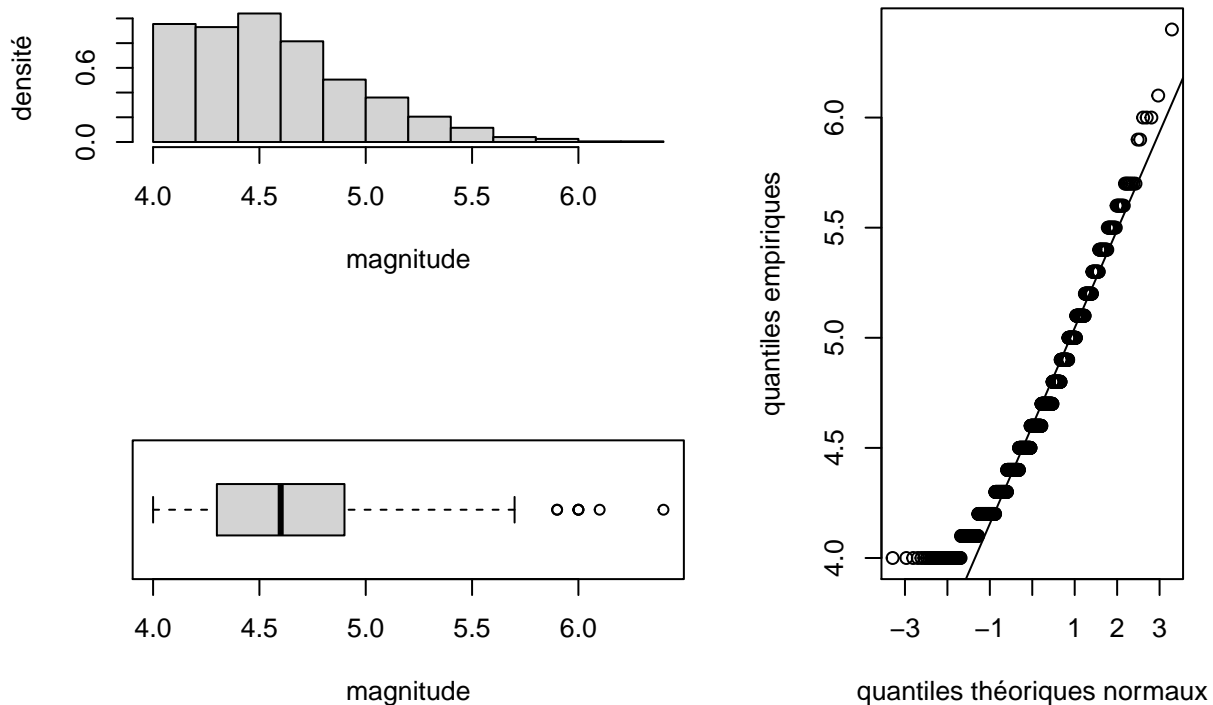 densité
0.0 0.6
4.0 4.5 5.0 5.5 6.0
magnitude
4.0 4.5 5.0 5.5 6.0
magnitude
quantiles empiriques
4.0 4.5 5.0 5.5 6.0
−3 −1 1 2 3
quantiles théoriques normaux